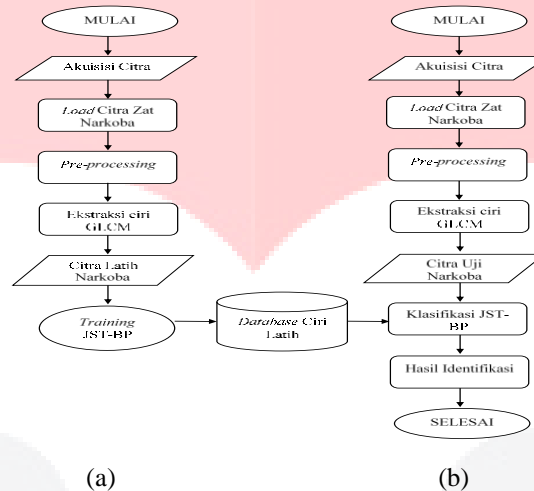 MULAI
Akuisisi Citra
Load Citra Zat
Narkoba
Pre-processing
Ekstraksi ciri
GLCM
Citra Latih
Narkoba
Training
JST-BP
Database Ciri
Latih
MULAI
Akuisisi Citra
Load Citra Zat
Narkoba
Pre-processing
Ekstraksi ciri
GLCM
Citra Uji
Narkoba
Klasifikasi JST-
BP
Hasil Identifikasi
SELESAI
(a)
(b)